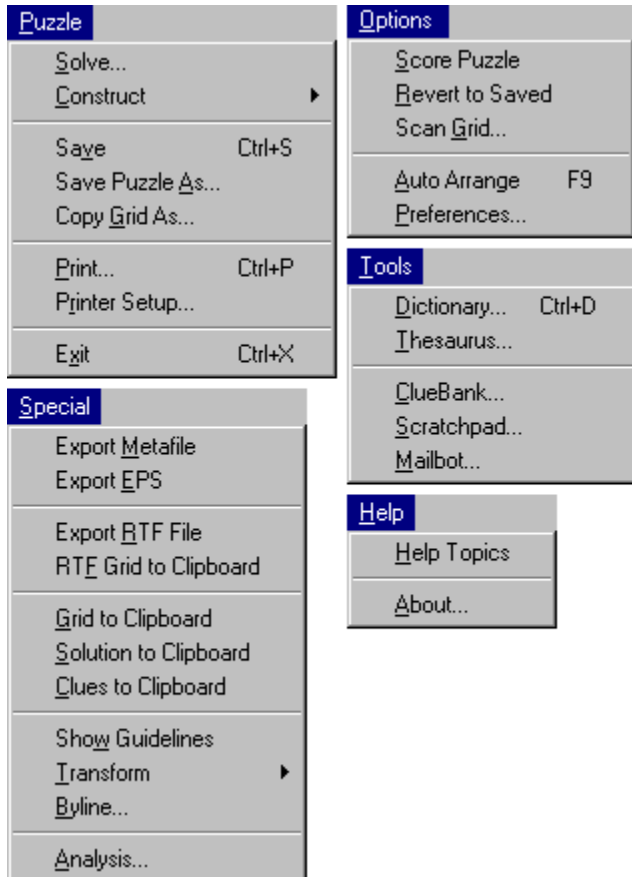 Puzzle
Solve...
Construct
Save Ctrl+S
Save Puzzle As...
Copy Grid As...
Print... Ctrl+P
Printer Setup...
Exit Ctrl+X
Special
Export Metafile
Export EPS
Export RTF File
RTF Grid to Clipboard
Grid to Clipboard
Solution to Clipboard
Clues to Clipboard
Show Guidelines
Transform
Byline...
Analysis...
Options
Score Puzzle
Revert to Saved
Scan Grid...
Auto Arrange F9
Preferences...
Tools
Dictionary... Ctrl+D
Thesaurus...
ClueBank...
Scratchpad...
Mailbot...
Help
Help Topics
About...